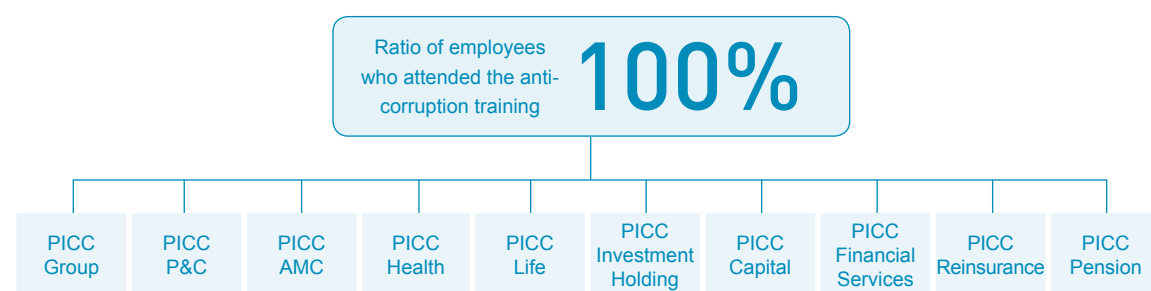 Ratio of employees
who attended the anti-
corruption training
100%
PICC
Group
PICC
P&C
PICC
AMC
PICC
Health
PICC
Life
PICC
Investment
Holding
PICC
Capital
PICC
Financial
Services
PICC
Reinsurance
PICC
Pension